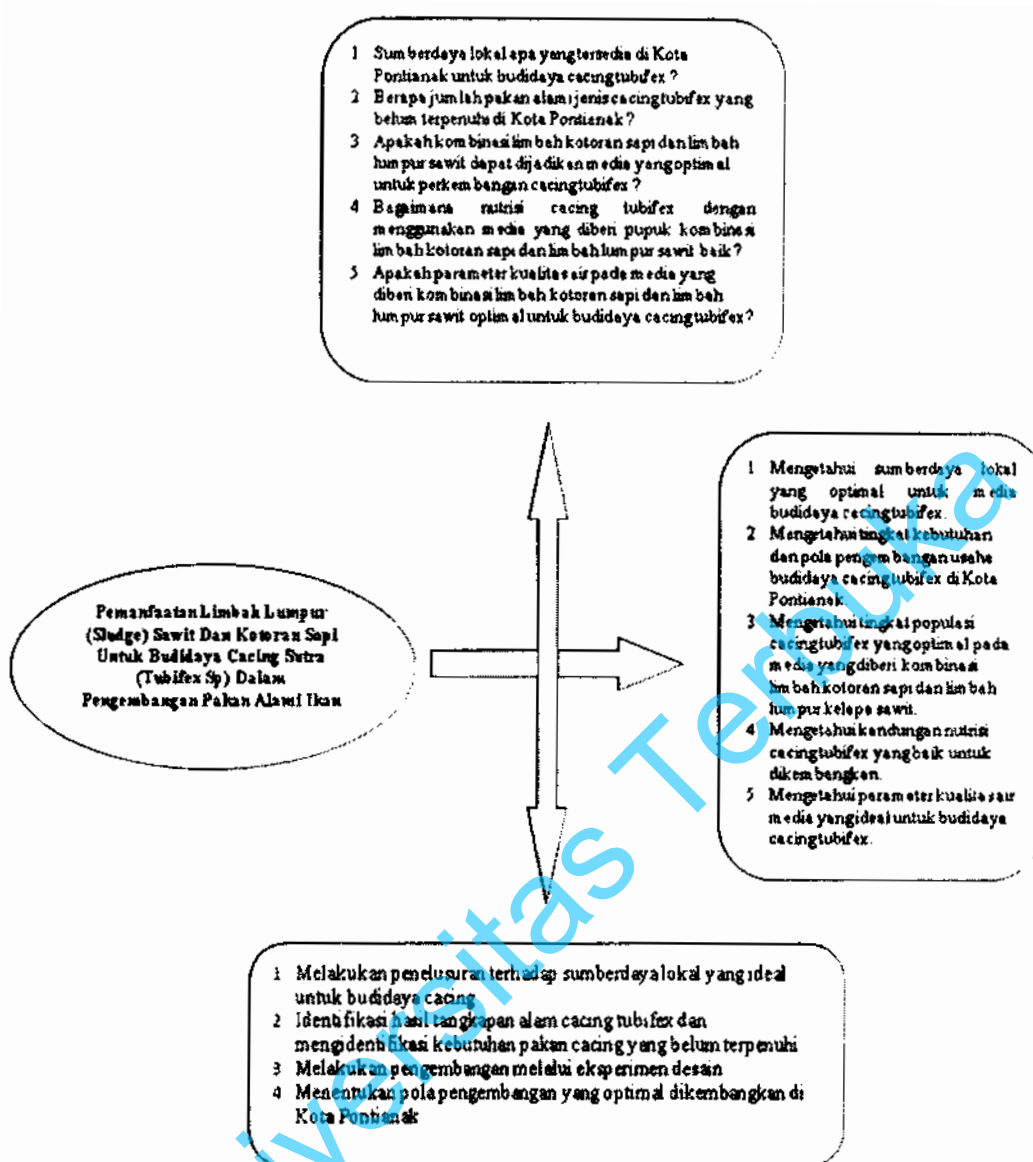 1 Sumberdaya lokal apa yang tersedia di Kota
Pontianak untuk budidaya cacing tubifex ?
2 Berapa jumlah pakan alami jenis cacing tubifex yang
belum terpenuhi di Kota Pontianak ?
3 Apakah kombinasi limbah kotoran sapi dan limbah
lumpur sawit dapat dijadikan media yang optimal
untuk perkembangan cacing tubifex ?
4 Bagaimana nutrisi cacing tubifex dengan
menggunakan media yang diberi pupuk kombinasi
limbah kotoran sapi dan limbah lumpur sawit baik ?
5 Apakah parameter kualitas air pada media yang
diberi kombinasi limbah kotoran sapi dan limbah
lumpur sawit optimal untuk budidaya cacing tubifex?
Pemanfaatan Limbak Lumpur
(Sludge) Sawit Dan Kotoran Sapi
Untuk Budidaya Cacing Sutra
(Tubifex Sp) Dalam
Pengembangan Pakan Alami Ikan
1 Mengetahui sumberdaya lokal
yang optimal untuk media
budidaya cacing tubifex.
2 Mengetahui tingkat kebutuhan
dan pola pengembangan usaha
budidaya cacing tubifex di Kota
Pontianak.
3 Mengetahui tingkat populasi
cacing tubifex yang optimal pada
media yang diberi kombinasi
limbah kotoran sapi dan limbah
lumpur kelapa sawit.
4 Mengetahui kandungan nutrisi
cacing tubifex yang baik untuk
dikembangkan.
5 Mengetahui parameter kualitas air
media yang ideal untuk budidaya
cacing tubifex.
1 Melakukan penelusuran terhadap sumberdaya lokal yang ideal
untuk budidaya cacing
2 Identifikasi hasil tangkapan alam cacing tubifex dan
mengidentifikasi kebutuhan pakan cacing yang belum terpenuhi
3 Melakukan pengembangan melalui eksperimen desain
4 Menentukan pola pengembangan yang optimal dikembangkan di
Kota Pontianak
versitas Terbuka